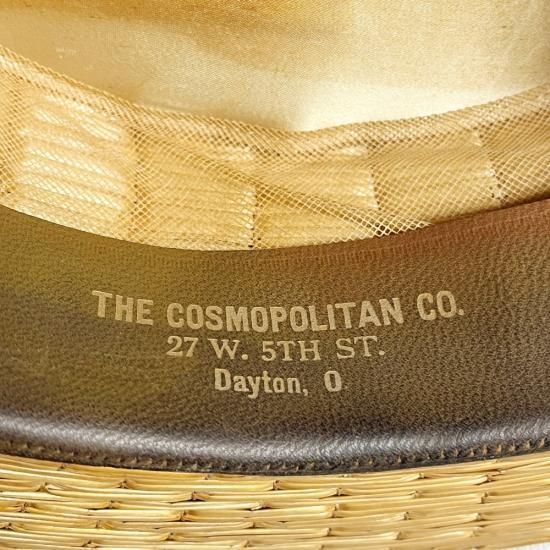 THE COSMOPOLITAN CO.
27 W. 5TH ST.
Dayton, O